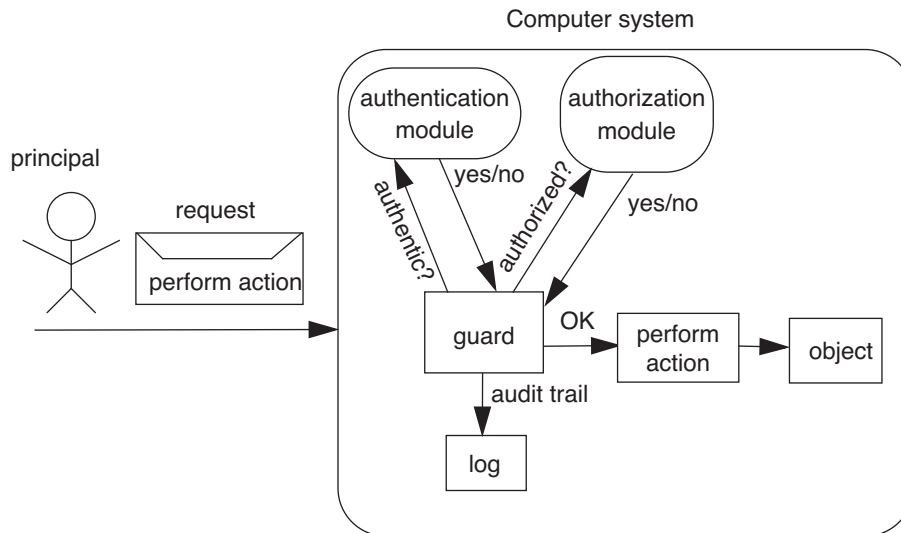 Computer system
authentication
module
authorization
module
principal
request
perform action
authentic?
yes/no
authorized?
yes/no
guard
OK
perform
action
object
audit trail
log